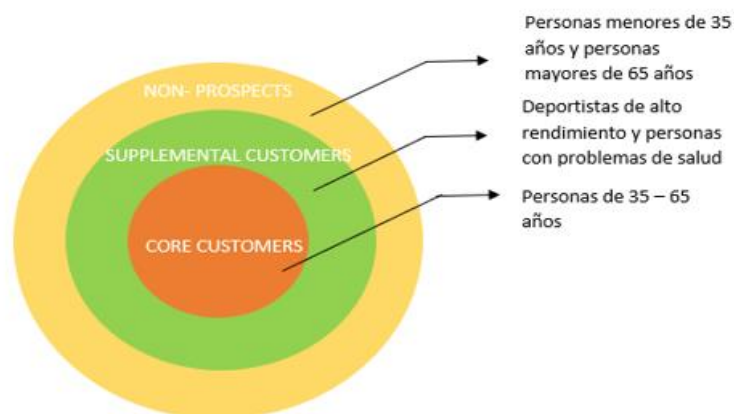 Personas menores de 35
años y personas
mayores de 65 años
NON- PROSPECTS
Deportistas de alto
rendimiento y personas
con problemas de salud
SUPPLEMENTAL CUSTOMERS
Personas de 35 – 65
años
CORE CUSTOMERS